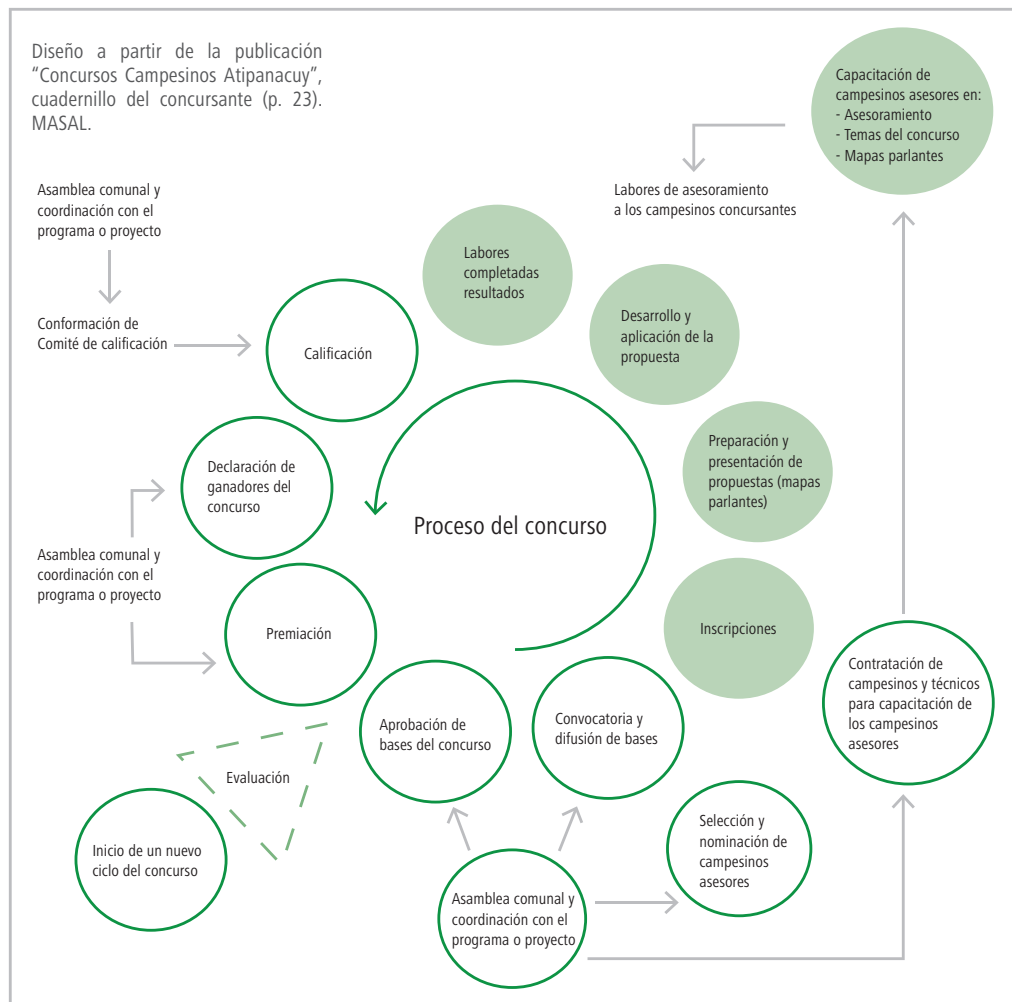 Diseño a partir de la publicación
“Concursos Campesinos Atipanacuy”,
cuadernillo del concursante (p. 23).
MASAL.
Capacitación de
campesinos asesores en:
- Asesoramiento
- Temas del concurso
- Mapas parlantes
Labores de asesoramiento
a los campesinos concursantes
Asamblea comunal y
coordinación con el
programa o proyecto
Conformación de
Comité de calificación
Calificación
Labores
completadas
resultados
Desarrollo y
aplicación de la
propuesta
Preparación y
presentación de
propuestas (mapas
parlantes)
Declaración de
ganadores del
concurso
Proceso del concurso
Asamblea comunal y
coordinación con el
programa o proyecto
Premiación
Inscripciones
Contratación de
campesinos y técnicos
para capacitación de
los campesinos
asesores
Aprobación de
bases del concurso
Convocatoria y
difusión de bases
Evaluación
Inicio de un nuevo
ciclo del concurso
Selección y
nominación de
campesinos
asesores
Asamblea comunal y
coordinación con el
programa o proyecto